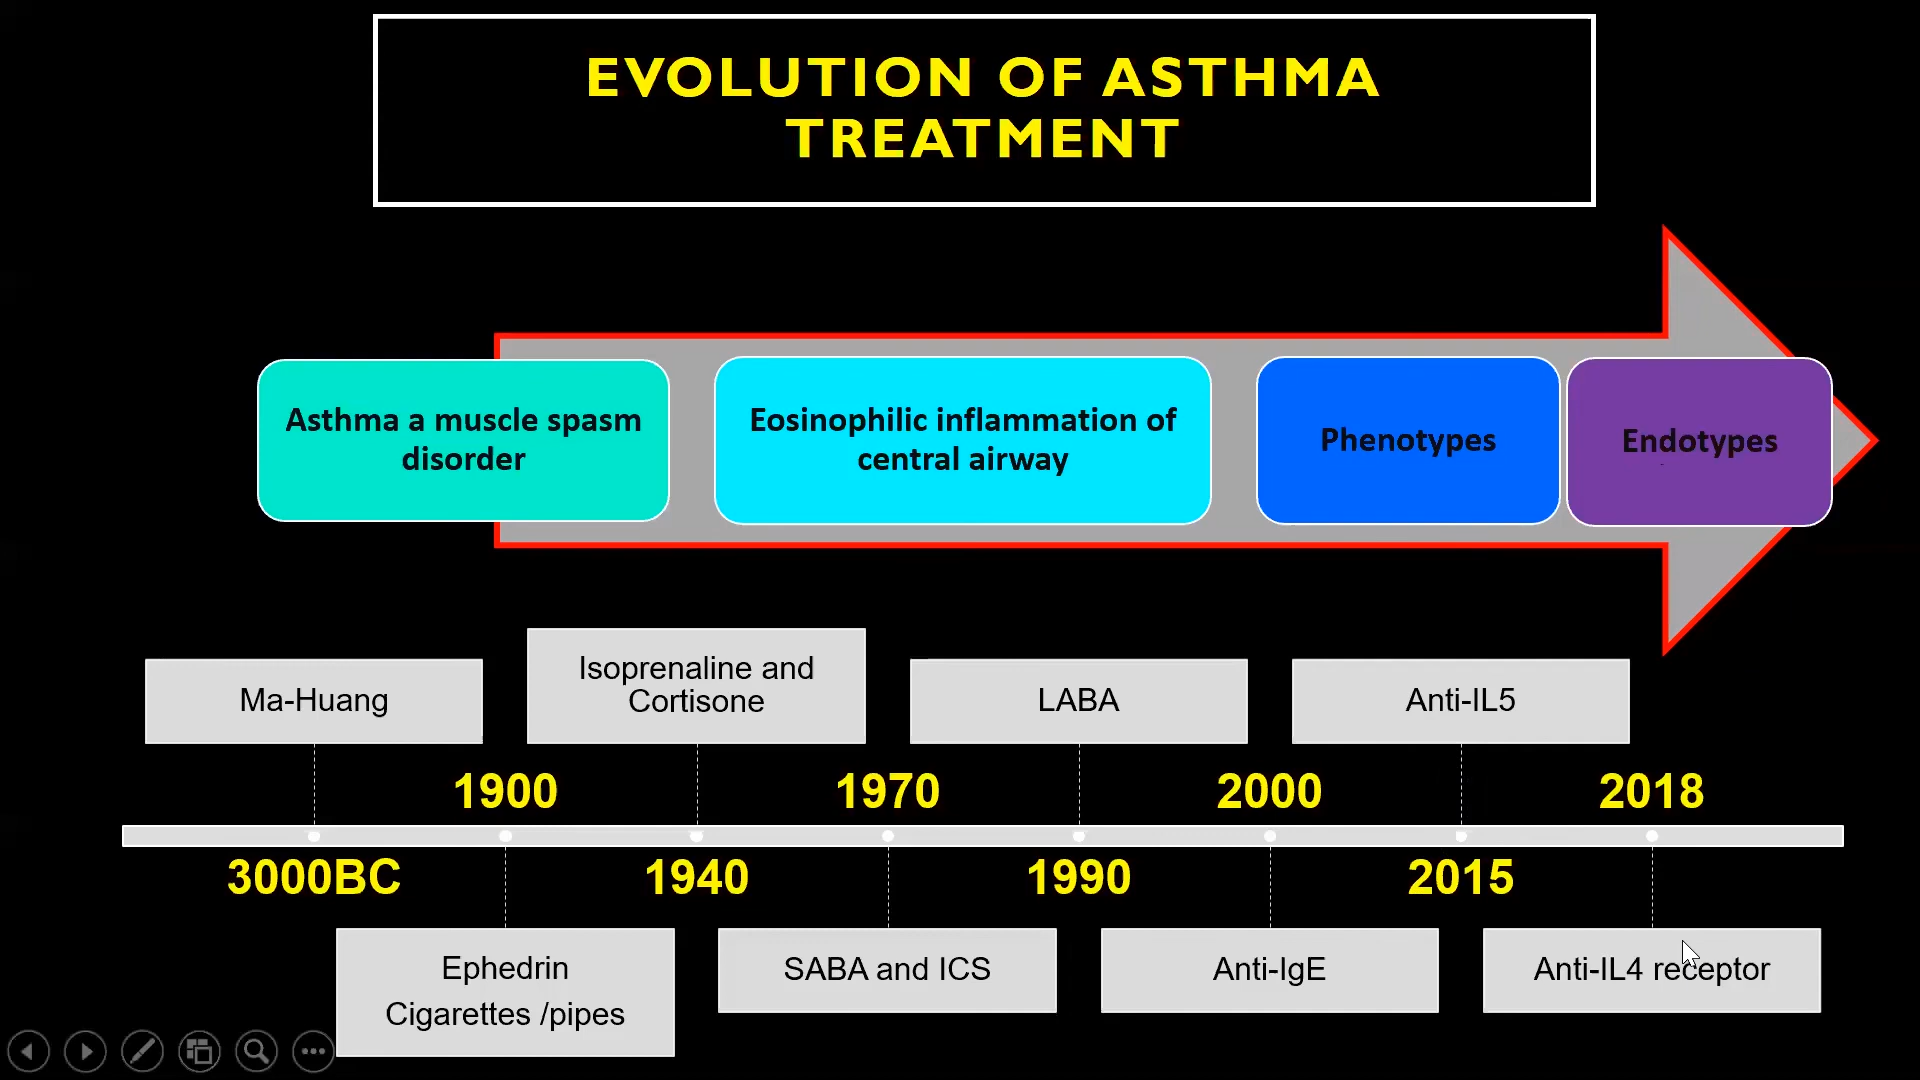 EVOLUTION OF ASTHMA
TREATMENT
Asthma a muscle spasm
disorder
Eosinophilic inflammation of
central airway
Phenotypes
Endotypes
Ma-Huang
Isoprenaline and
Cortisone
LABA
Anti-IL5
1900
1970
2000
2018
3000BC
1940
1990
2015
Ephedrin
Cigarettes /pipes
SABA and ICS
Anti-IgE
Anti-IL4 receptor